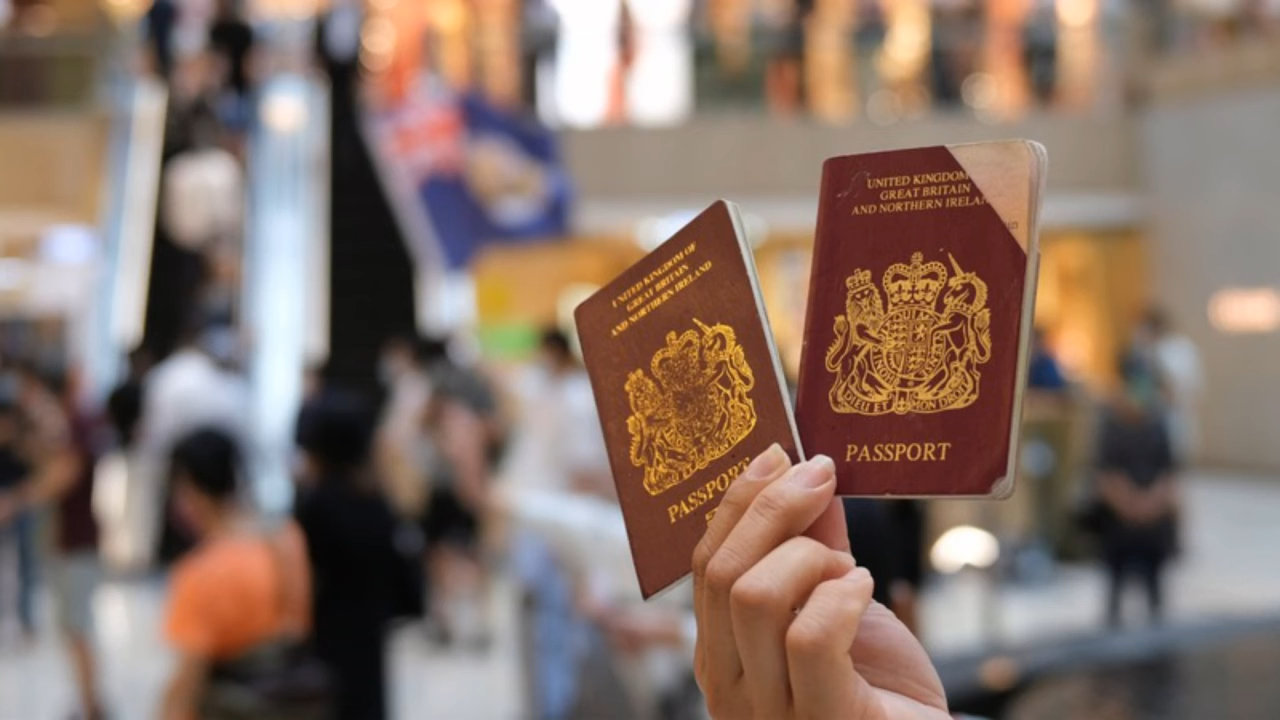 UNITED KINGDOM OF
GREAT BRITAIN
AND NORTHERN IRELAND
PASSPORT
UNITED KINGDOM
GREAT BRITAIN
AND NORTHERN IRELAN
DIEU ET MON DROIT
PASSPORT